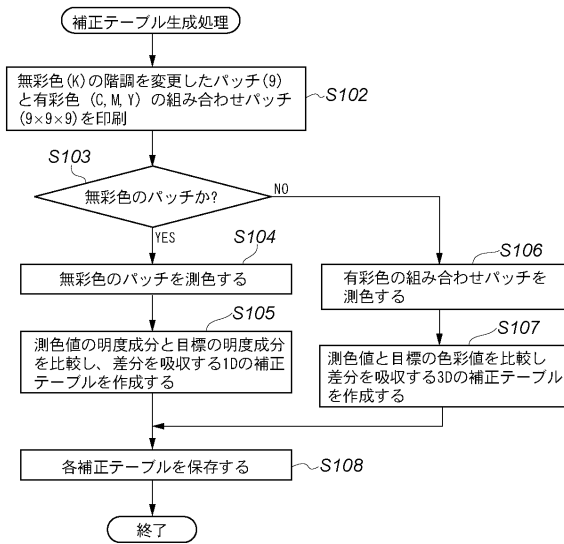 補正テーブル生成処理
無彩色(K)の階調を変更したパッチ(9)
と有彩色 (C,M,Y) の組み合わせパッチ
(9×9×9)を印刷
S102
S103
無彩色のパッチか?
NO
YES
S104
無彩色のパッチを測色する
S105
測色値の明度成分と目標の明度成分
を比較し、差分を吸収する1Dの補正
テーブルを作成する
S106
有彩色の組み合わせパッチを
測色する
S107
測色値と目標の色彩値を比較し
差分を吸収する3Dの補正テーブル
を作成する
各補正テーブルを保存する
S108
終了